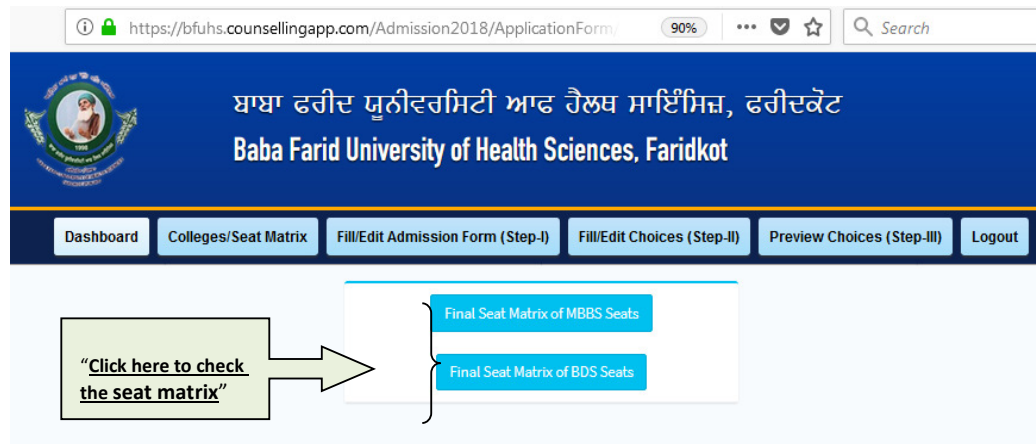 https://bfuhs.counsellingapp.com/Admission2018/ApplicationForm/ 90% Search
ਬਾਬਾ ਫਰੀਦ ਯੂਨੀਵਰਸਿਟੀ ਆਫ ਹੈਲਥ ਸਾਇੰਸਿਜ਼, ਫਰੀਦਕੋਟ
Baba Farid University of Health Sciences, Faridkot
1998
Dashboard Colleges/Seat Matrix Fill/Edit Admission Form (Step-I) Fill/Edit Choices (Step-II) Preview Choices (Step-III) Logout
Final Seat Matrix of MBBS Seats
Final Seat Matrix of BDS Seats
“Click here to check
the seat matrix”